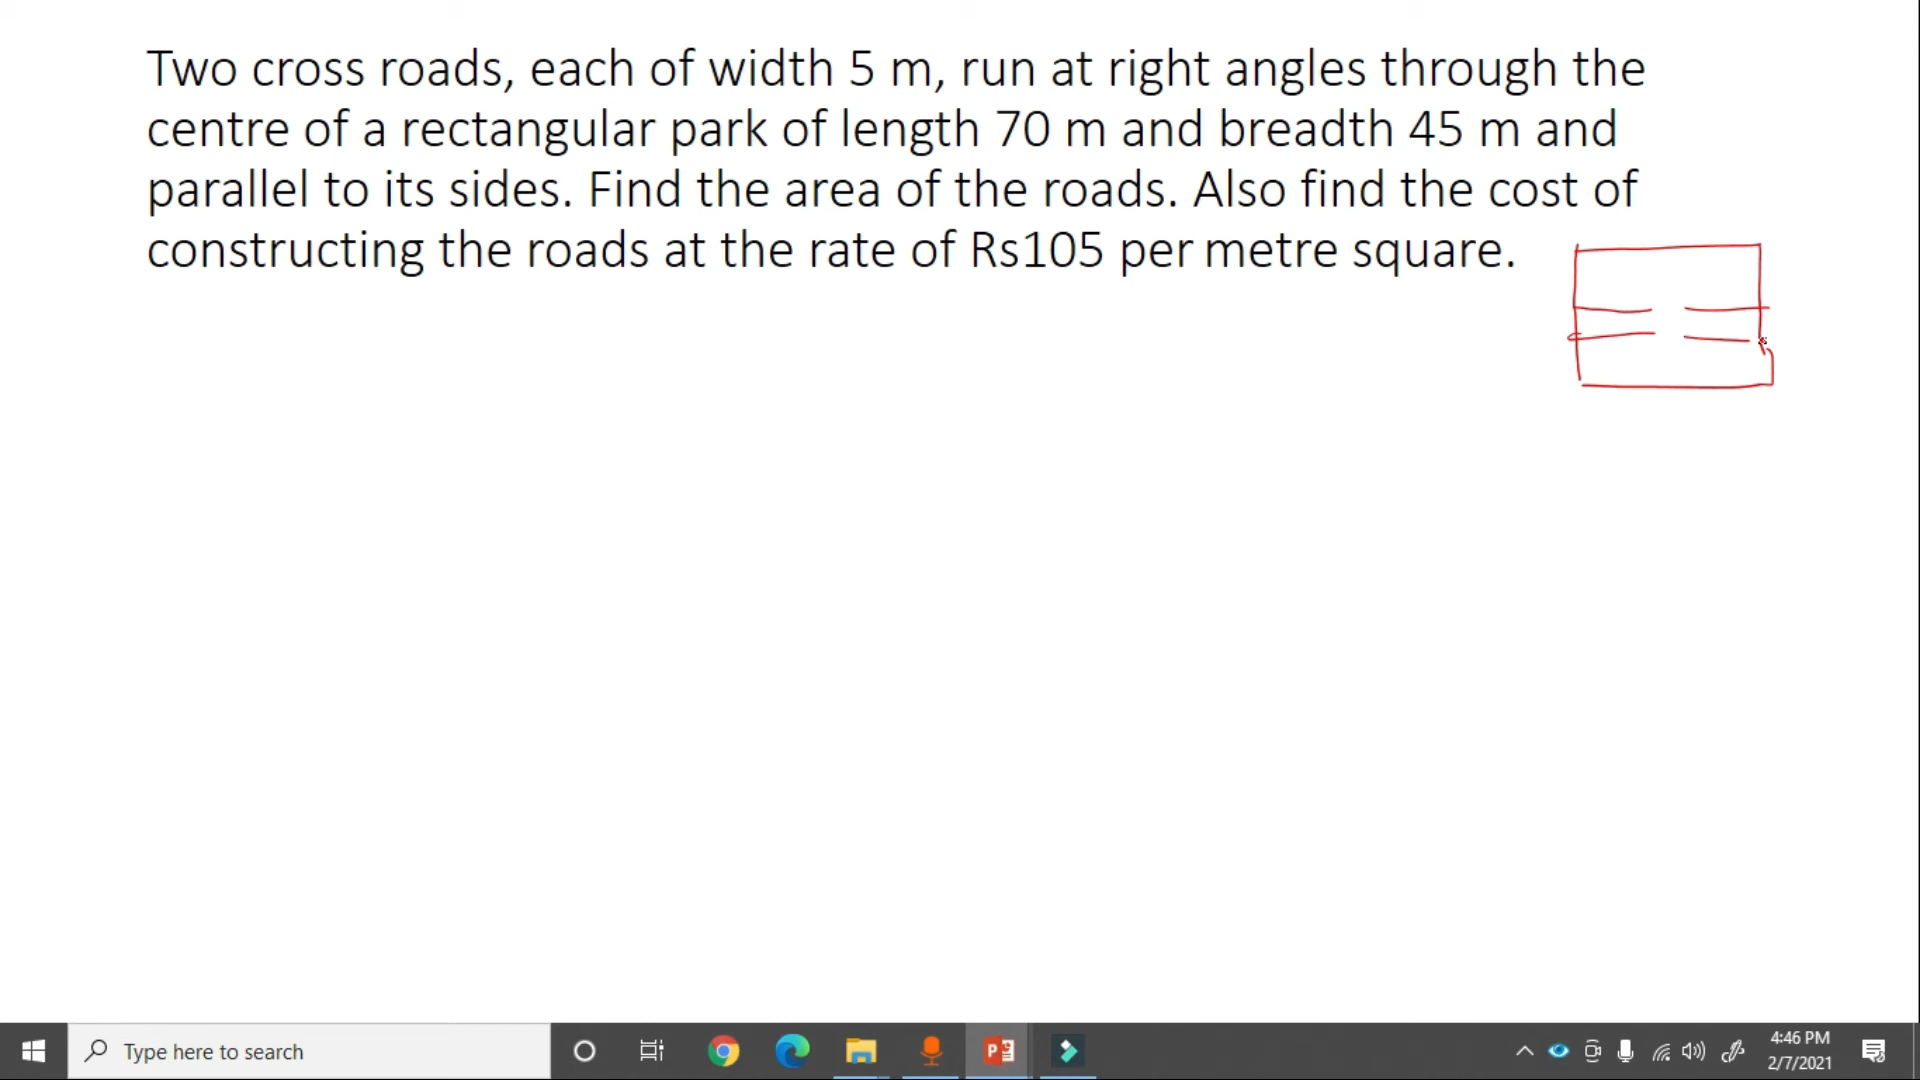 Two cross roads, each of width 5 m, run at right angles through the
centre of a rectangular park of length 70 m and breadth 45 m and
parallel to its sides. Find the area of the roads. Also find the cost of
constructing the roads at the rate of Rs105 per metre square.
Type here to search
4:46 PM
2/7/2021